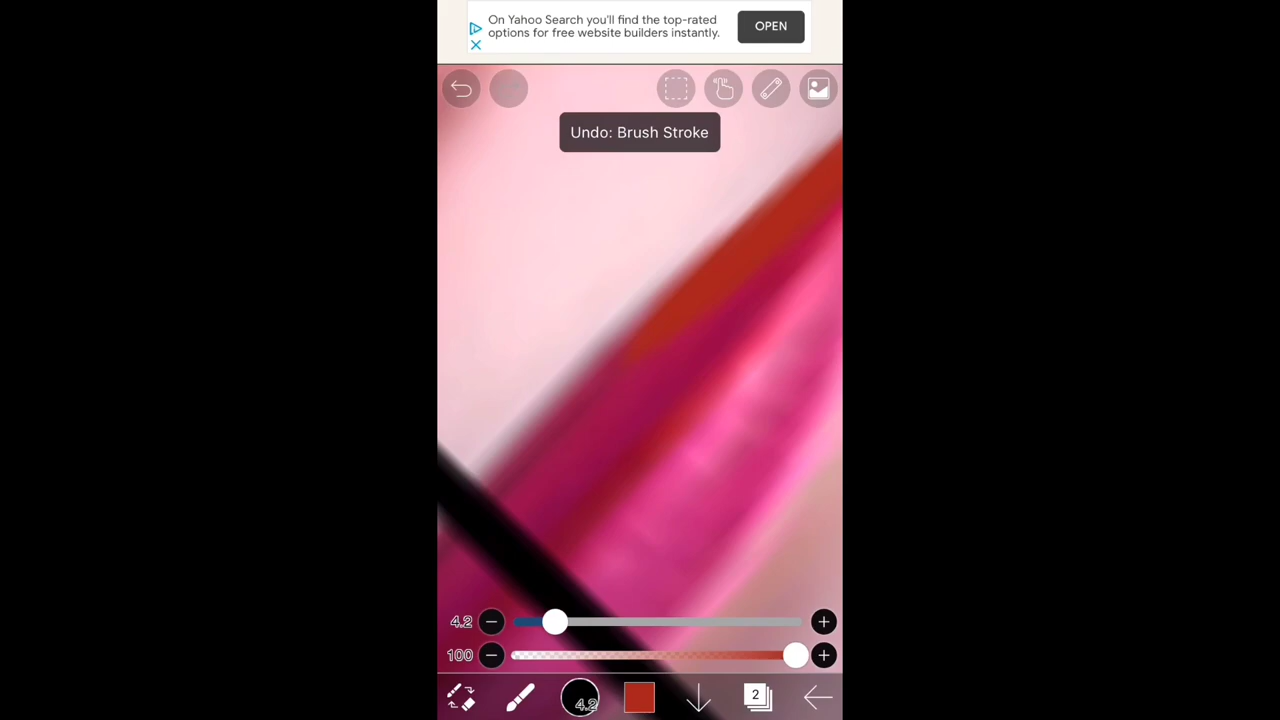 On Yahoo Search you'll find the top-rated
options for free website builders instantly.
OPEN
Undo: Brush Stroke
4.2
100
4.2
2